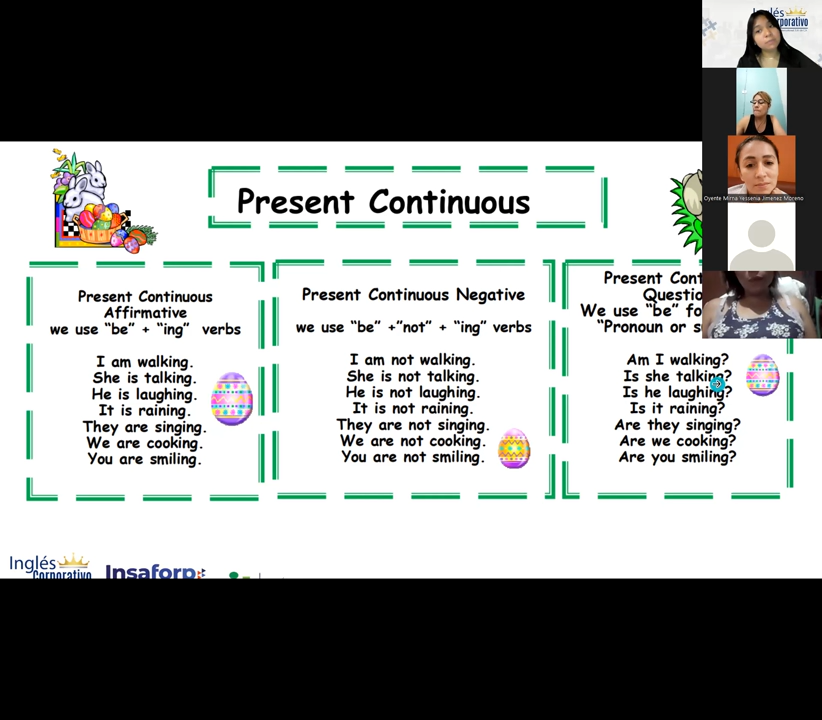 Inglés
Corporativo
Oyente Mirna Yessenia Jiménez Moreno
Present Continuous
Present Continuous
Affirmative
we use “be” + “ing” verbs
I am walking.
She is talking.
He is laughing.
It is raining.
They are singing.
We are cooking.
You are smiling.
Present Continuous Negative
we use “be” +”not” + “ing” verbs
I am not walking.
She is not talking.
He is not laughing.
It is not raining.
They are not singing.
We are not cooking.
You are not smiling.
Present
We use “be”
“Pronoun or
Am I walking?
Is she talking?
Is he laughing?
Is it raining?
Are they singing?
Are we cooking?
Are you smiling?
Inglés
Corporativo
Insaforp